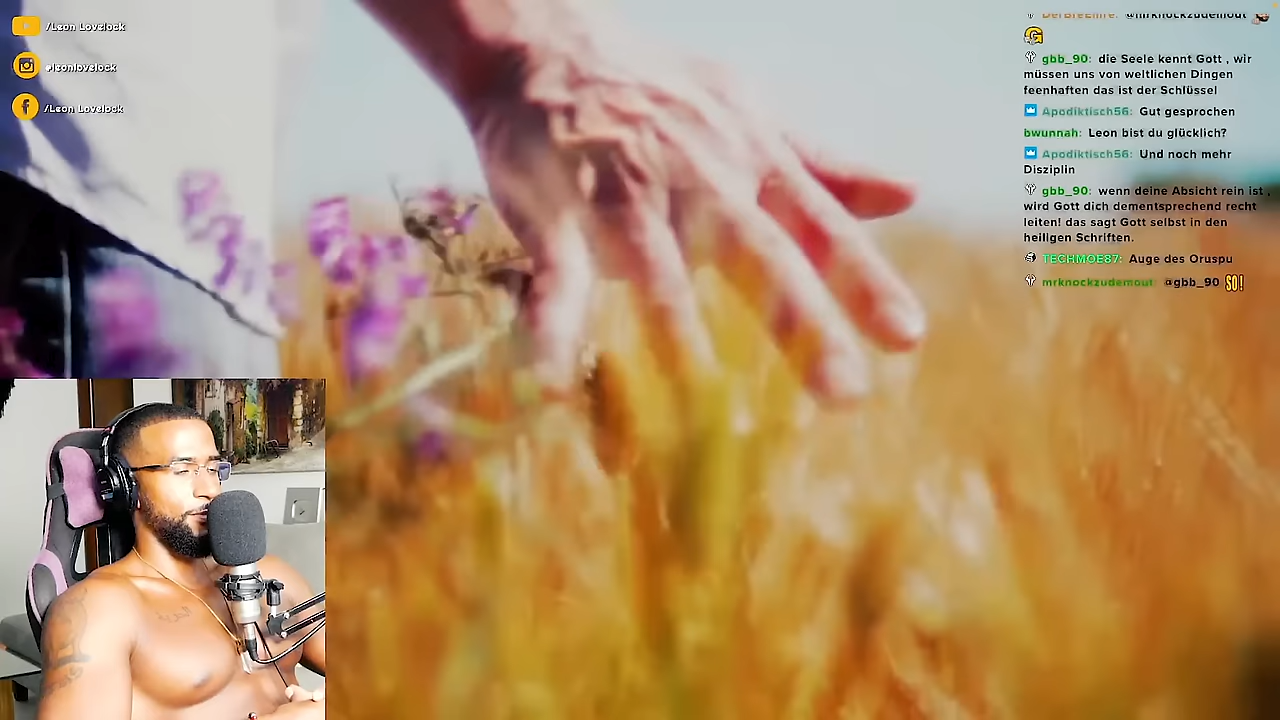 /Leon Lovelock
@leonlovelock
/Leon Lovelock
DerBreEmre: @mrknockzudemout
gbb_90: die Seele kennt Gott , wir
müssen uns von weltlichen Dingen
feenhaften das ist der Schlüssel
Apodiktisch56: Gut gesprochen
bwunnah: Leon bist du glücklich?
Apodiktisch56: Und noch mehr
Disziplin
gbb_90: wenn deine Absicht rein ist ,
wird Gott dich dementsprechend recht
leiten! das sagt Gott selbst in den
heiligen Schriften.
TECHMOE87: Auge des Oruspu
mrknockzudemout: @gbb_90 SO!